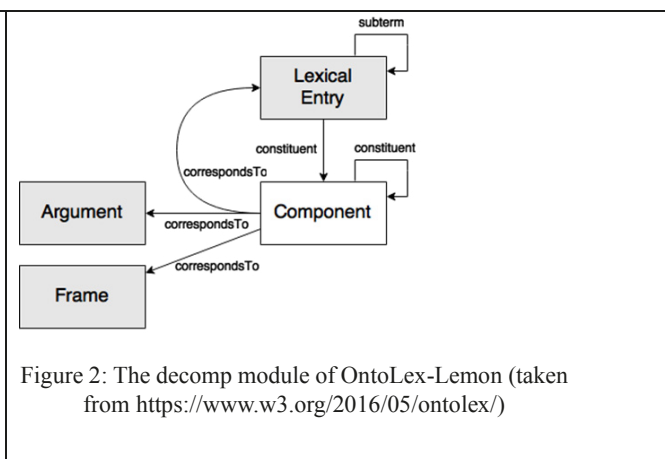 subterm
Lexical
Entry
constituent
constituent
correspondsTo
Argument
Component
correspondsTo
correspondsTo
Frame
Figure 2: The decomp module of OntoLex-Lemon (taken
from https://www.w3.org/2016/05/ontolex/)